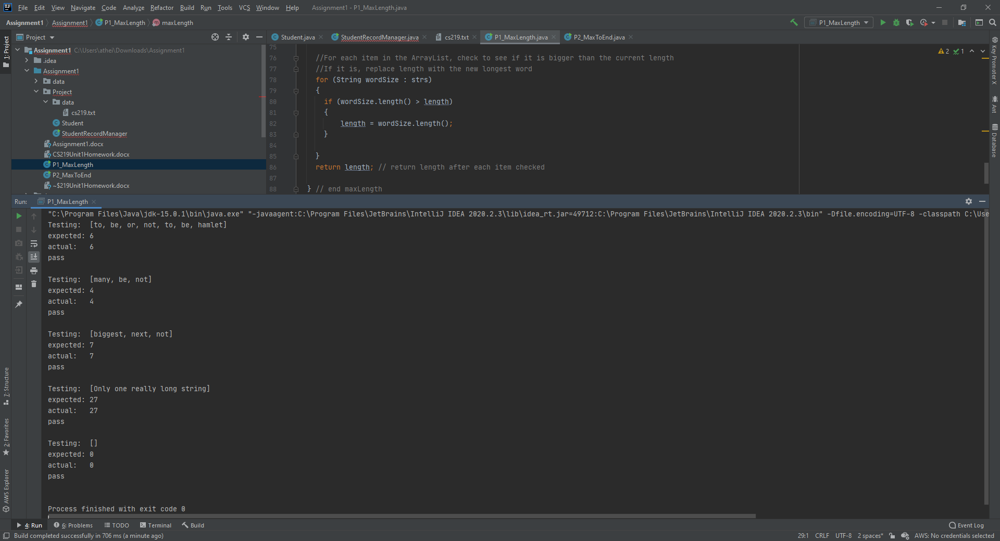 File Edit View Navigate Code Analyze Refactor Build Run Tools VCS Window Help Assignment1 - P1_MaxLength.java
Assignment1 Assignment1 P1_MaxLength maxLength P1_MaxLength
Project
Student.java StudentRecordManager.java cs219.txt P1_MaxLength.java P2_MaxToEnd.java
1: Project
Assignment1 C:\Users\athei\Downloads\Assignment1
.idea
Assignment1
data
Project
data
cs219.txt
Student
StudentRecordManager
Assignment1.docx
CS219Unit1Homework.docx
P1_MaxLength
P2_MaxToEnd
~$219Unit1Homework.docx
75
76 //For each item in the ArrayList, check to see if it is bigger than the current length
77 //If it is, replace length with the new longest word
78 for (String wordSize : strs)
79 {
80 if (wordSize.length() > length)
81 {
82 length = wordSize.length();
83 }
84
85 }
86 return length; // return length after each item checked
87
88 } // end maxLength
2 1
Key Promoter X
Ant
Database
Run: P1_MaxLength
"C:\Program Files\Java\jdk-15.0.1\bin\java.exe" "-javaagent:C:\Program Files\JetBrains\IntelliJ IDEA 2020.2.3\lib\idea_rt.jar=49712:C:\Program Files\JetBrains\IntelliJ IDEA 2020.2.3\bin" -Dfile.encoding=UTF-8 -classpath C:\Use
Testing: [to, be, or, not, to, be, hamlet]
expected: 6
actual: 6
pass
Testing: [many, be, not]
expected: 4
actual: 4
pass
Testing: [biggest, next, not]
expected: 7
actual: 7
pass
Testing: [Only one really long string]
expected: 27
actual: 27
pass
Testing: []
expected: 0
actual: 0
pass
Process finished with exit code 0
7: Structure
2: Favorites
AWS Explorer
4: Run 6: Problems TODO Terminal Build Event Log
Build completed successfully in 706 ms (a minute ago) 29:1 CRLF UTF-8 2 spaces* AWS: No credentials selected